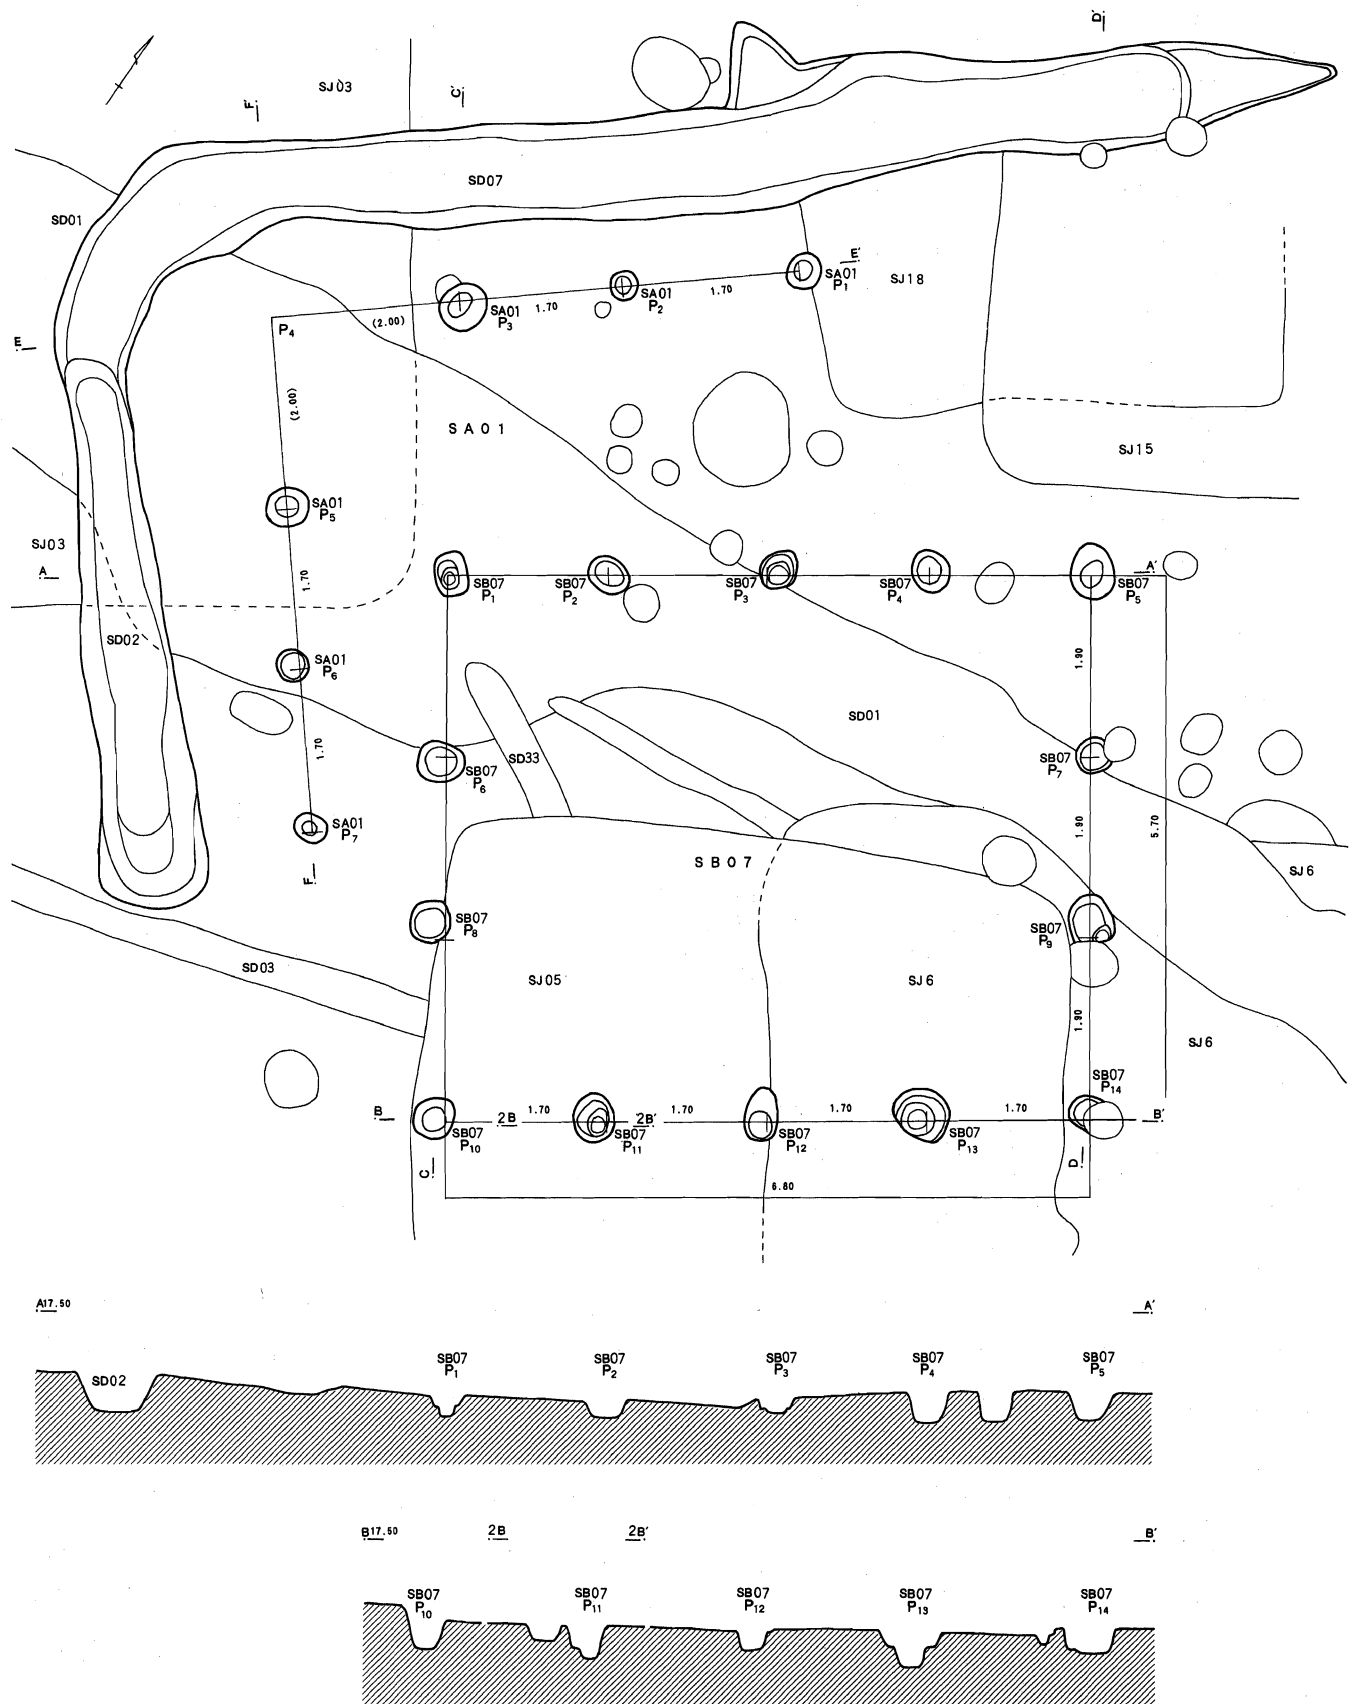 D'
SJ03
F'
C'
SD07
SD01
E'
SA01
P1
SJ18
SA01
P2
1.70
1.70
SA01
P3
(2.00)
P4
E
(2.00)
SA01
SJ15
SA01
P5
SJ03
A
1.70
SB07
P1
SB07
P2
SB07
P3
SB07
P4
A'
SB07
P5
SD02
SA01
P6
1.90
SD01
1.70
SD33
SB07
P6
SB07
P7
SA01
P7
1.90
5.70
SB07
SJ6
F
SB07
P8
SB07
P9
SD03
SJ05
SJ6
1.90
SJ6
SB07
P14
B
2B
1.70
2B'
1.70
1.70
1.70
B'
SB07
P10
SB07
P11
SB07
P12
SB07
P13
C
D
6.80
A17.50
A'
SD02
SB07
P1
SB07
P2
SB07
P3
SB07
P4
SB07
P5
B17.50
2B
2B'
B'
SB07
P10
SB07
P11
SB07
P12
SB07
P13
SB07
P14